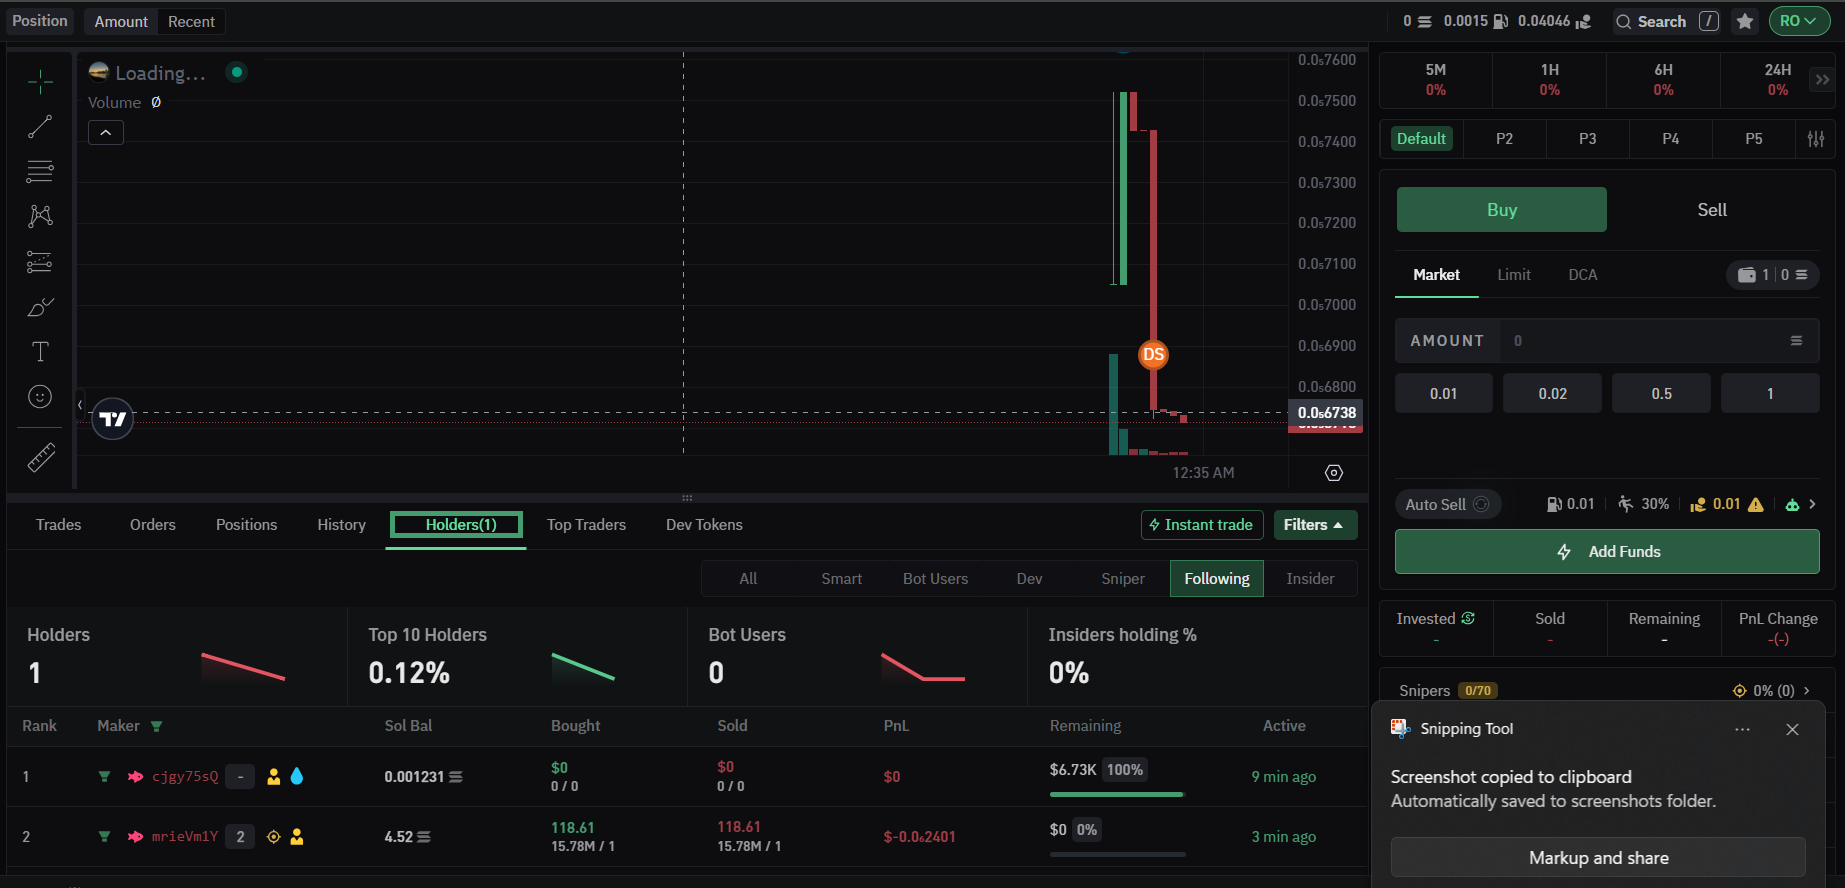 Position Amount Recent 0 0.0015 0.04046 Search / RO
Loading...
Volume Ø
0.0₅7600
0.0₅7500
0.0₅7400
0.0₅7300
0.0₅7200
0.0₅7100
0.0₅7000
0.0₅6900
0.0₅6800
0.0₅6738
DS
12:35 AM
5M 1H 6H 24H
0% 0% 0% 0%
Default P2 P3 P4 P5
Buy Sell
Market Limit DCA 1 0
AMOUNT 0
0.01 0.02 0.5 1
Auto Sell 0.01 30% 0.01
Add Funds
Invested Sold Remaining PnL Change
- - - -(-)
Snipers 0/70 0% (0)
Trades Orders Positions History Holders(1) Top Traders Dev Tokens Instant trade Filters
All Smart Bot Users Dev Sniper Following Insider
Holders Top 10 Holders Bot Users Insiders holding %
1 0.12% 0 0%
Rank Maker Sol Bal Bought Sold PnL Remaining Active
1 cjgy75sQ - 0.001231 $0 $0 $0 $6.73K 100% 9 min ago
0 / 0 0 / 0
2 mrieVm1Y 2 4.52 118.61 118.61 $-0.0₆2401 $0 0% 3 min ago
15.78M / 1 15.78M / 1
Snipping Tool
Screenshot copied to clipboard
Automatically saved to screenshots folder.
Markup and share